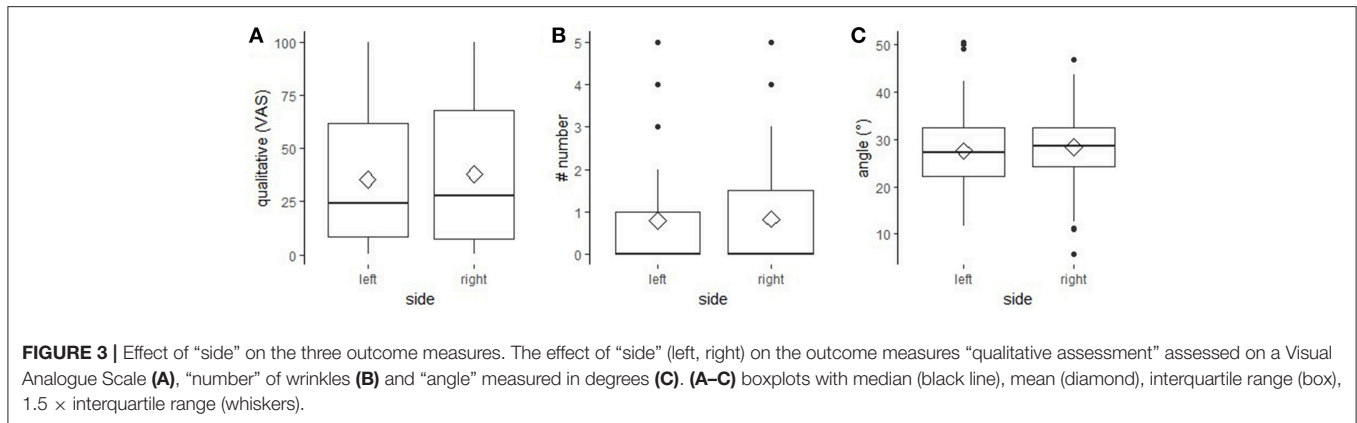 A
100
75
50
25
0
qualitative (VAS)
left
right
side
B
5
4
3
2
1
0
# number
left
right
side
C
50
40
30
20
10
angle (°)
left
right
side
FIGURE 3 | Effect of “side” on the three outcome measures. The effect of “side” (left, right) on the outcome measures “qualitative assessment” assessed on a Visual
Analogue Scale (A), “number” of wrinkles (B) and “angle” measured in degrees (C). (A–C) boxplots with median (black line), mean (diamond), interquartile range (box),
1.5 × interquartile range (whiskers).